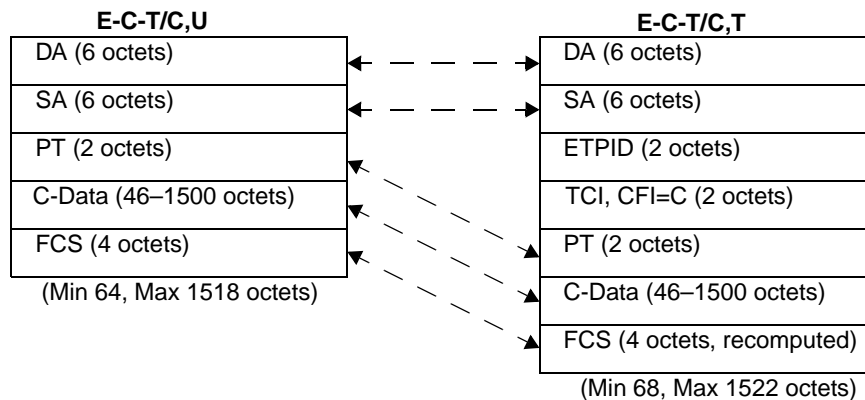 E-C-T/C,U
DA (6 octets)
SA (6 octets)
PT (2 octets)
C-Data (46–1500 octets)
FCS (4 octets)
(Min 64, Max 1518 octets)
E-C-T/C,T
DA (6 octets)
SA (6 octets)
ETPID (2 octets)
TCI, CFI=C (2 octets)
PT (2 octets)
C-Data (46–1500 octets)
FCS (4 octets, recomputed)
(Min 68, Max 1522 octets)